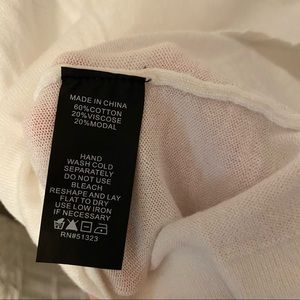 MADE IN CHINA
60%COTTON
20%VISCOSE
20%MODAL
HAND
WASH COLD
SEPARATELY
DO NOT USE
BLEACH
RESHAPE AND LAY
FLAT TO DRY
USE LOW IRON
IF NECESSARY
RN#51323